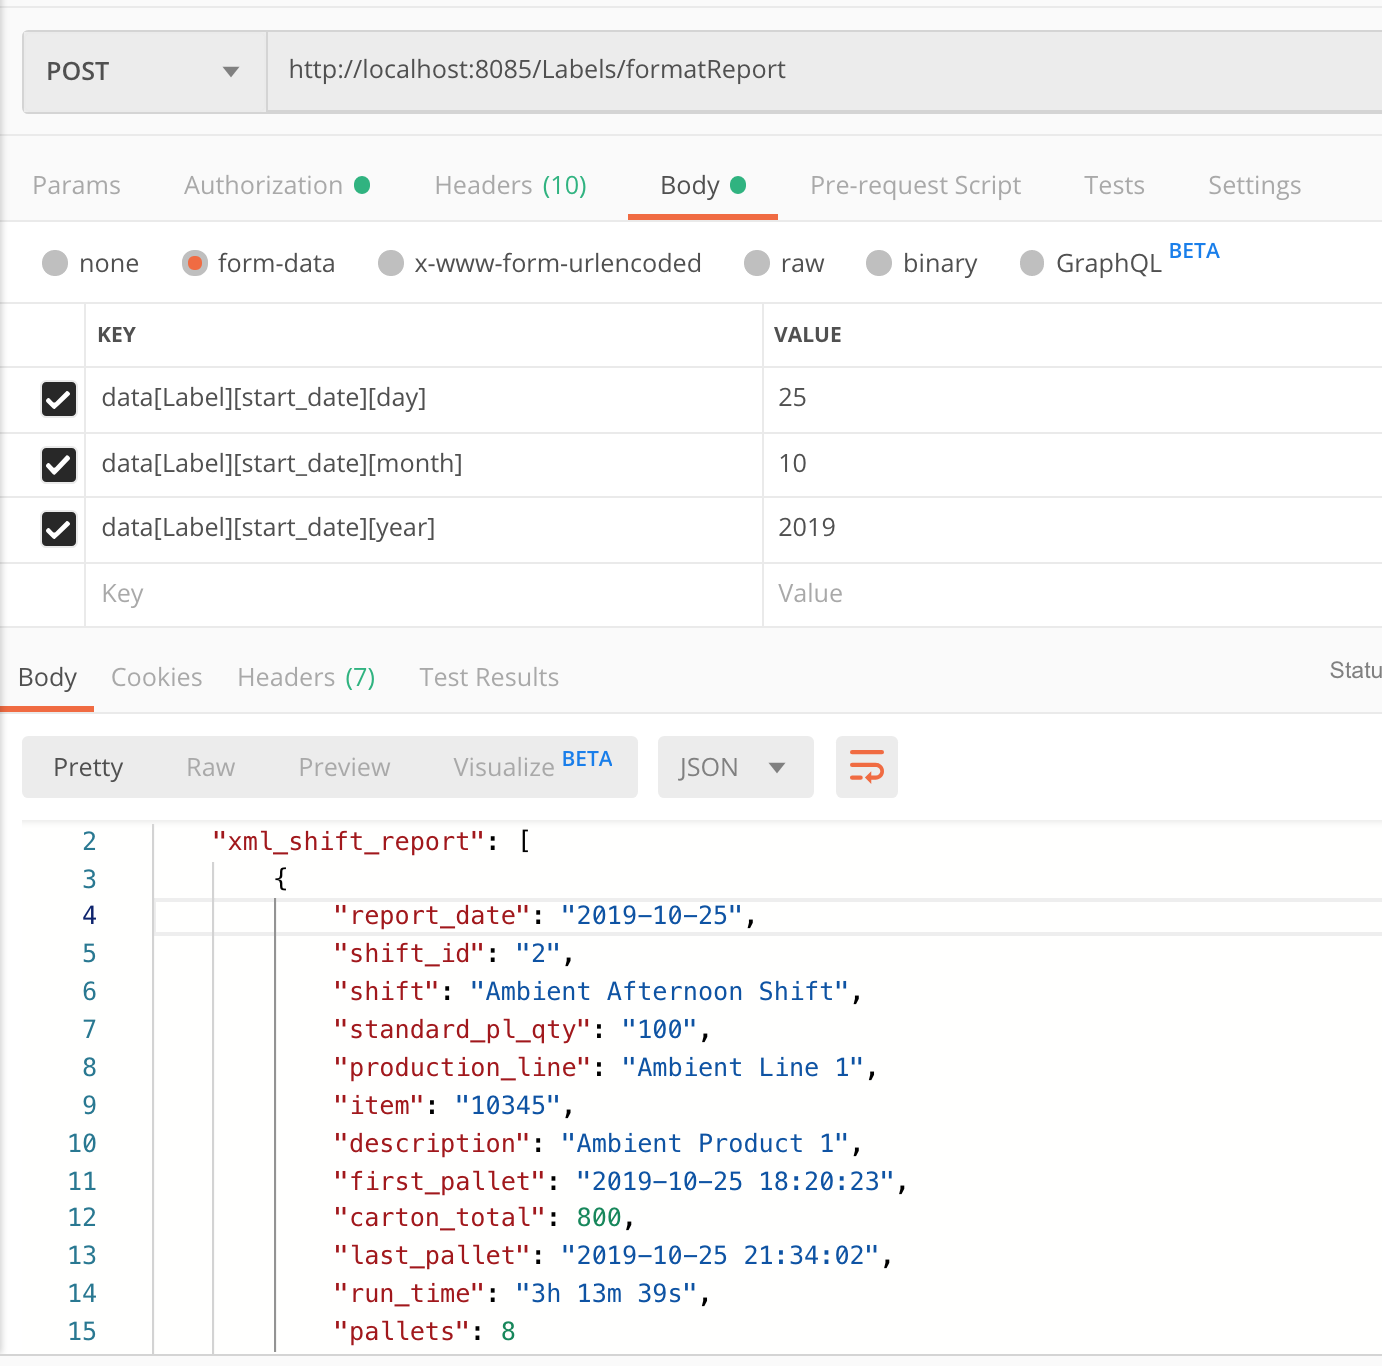 POST http://localhost:8085/Labels/formatReport
Params Authorization Headers (10) Body Pre-request Script Tests Settings
none form-data x-www-form-urlencoded raw binary GraphQL BETA
KEY VALUE
data[Label][start_date][day] 25
data[Label][start_date][month] 10
data[Label][start_date][year] 2019
Key Value
Body Cookies Headers (7) Test Results Statu
Pretty Raw Preview Visualize BETA JSON
2 "xml_shift_report": [
3 {
4 "report_date": "2019-10-25",
5 "shift_id": "2",
6 "shift": "Ambient Afternoon Shift",
7 "standard_pl_qty": "100",
8 "production_line": "Ambient Line 1",
9 "item": "10345",
10 "description": "Ambient Product 1",
11 "first_pallet": "2019-10-25 18:20:23",
12 "carton_total": 800,
13 "last_pallet": "2019-10-25 21:34:02",
14 "run_time": "3h 13m 39s",
15 "pallets": 8